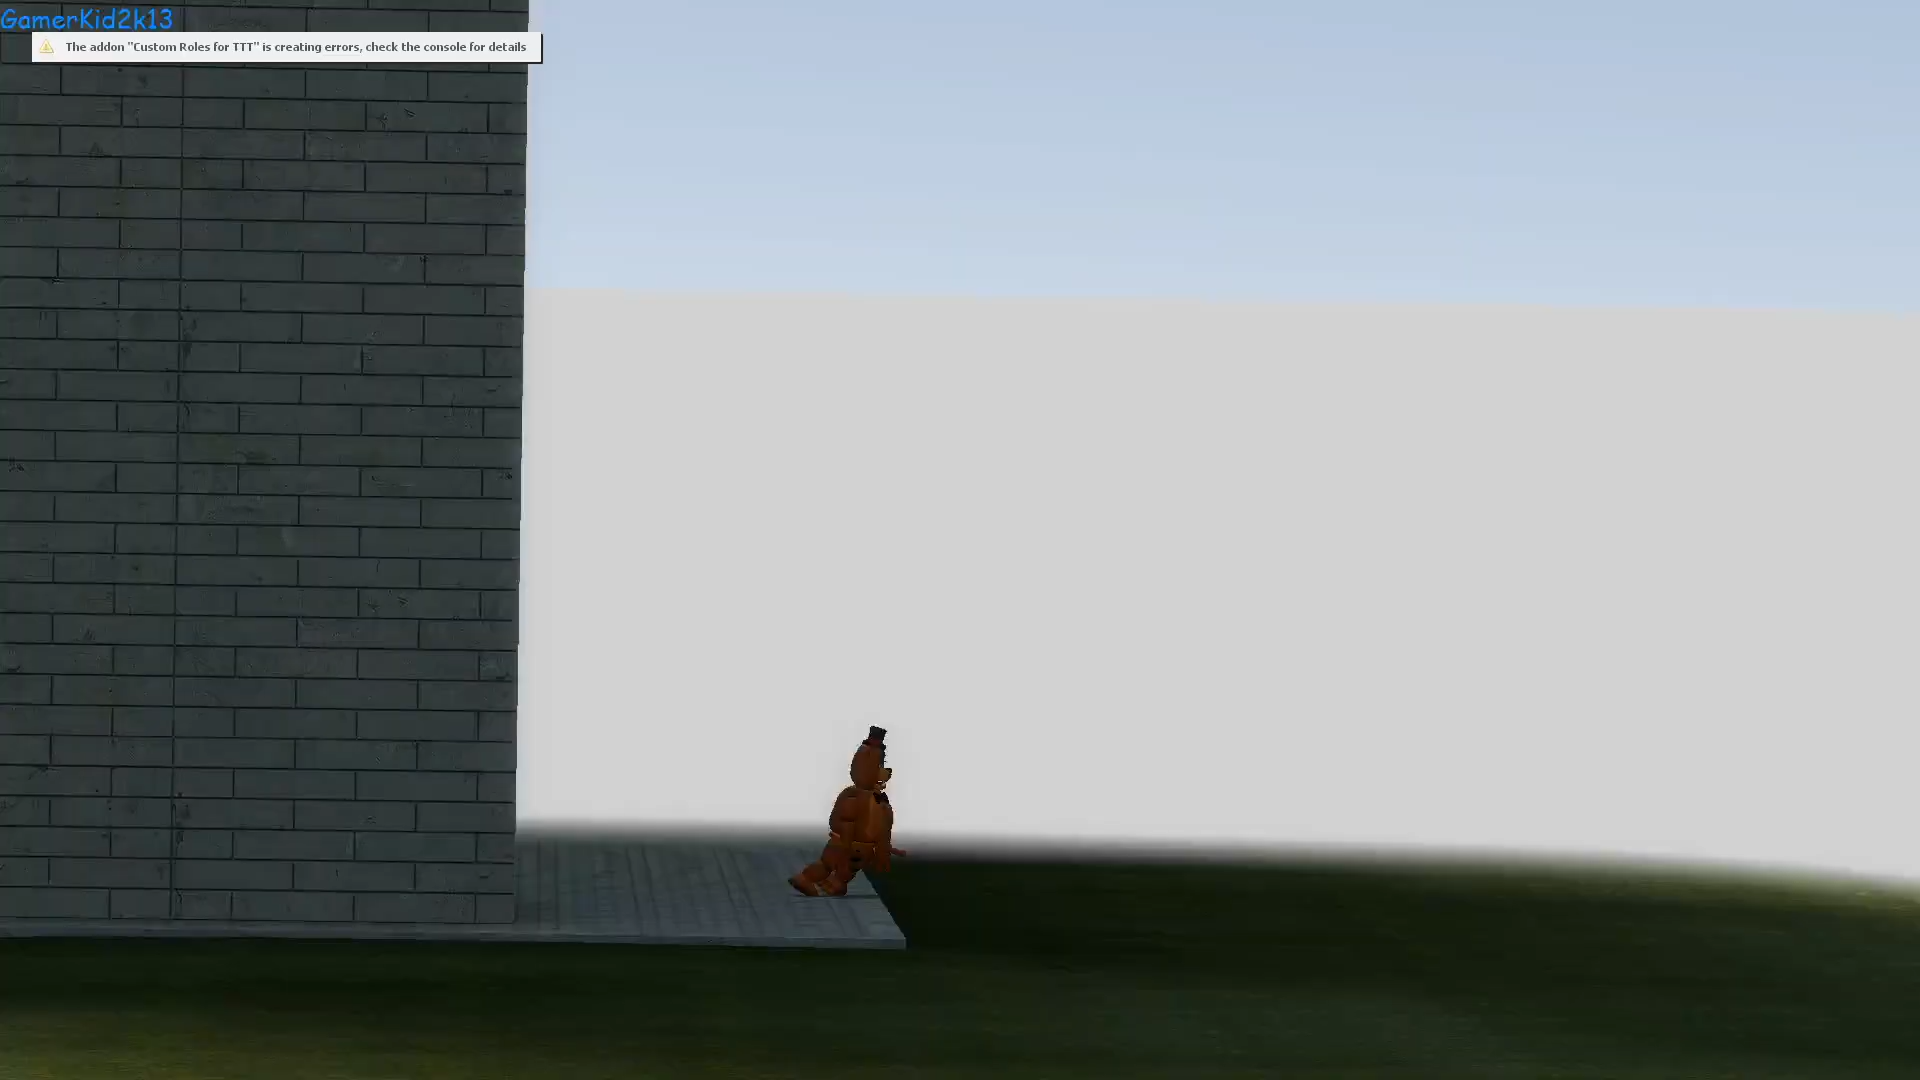 GamerKid2k13
The addon "Custom Roles for TTT" is creating errors, check the console for details